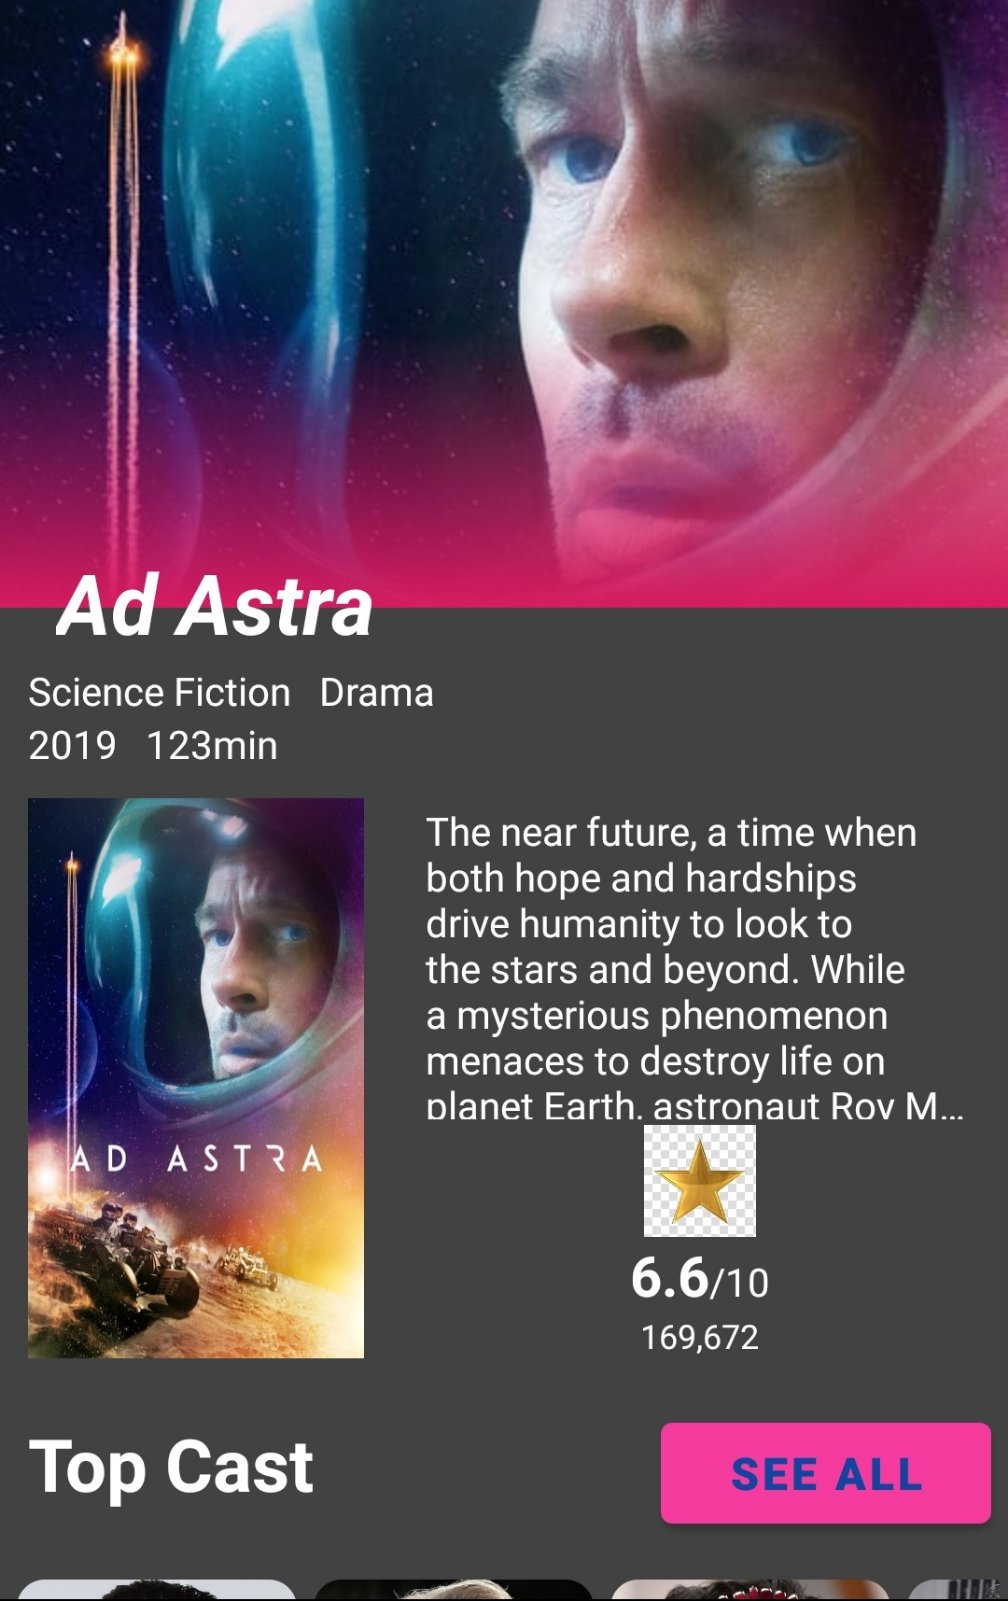 Ad Astra
Science Fiction Drama
2019 123min
The near future, a time when
both hope and hardships
drive humanity to look to
the stars and beyond. While
a mysterious phenomenon
menaces to destroy life on
planet Earth, astronaut Roy M...
AD ASTRA
6.6/10
169,672
Top Cast
SEE ALL